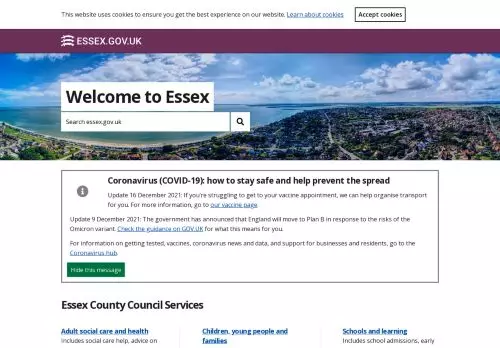 This website uses cookies to ensure you get the best experience on our website. Learn about cookies
Accept cookies
ESSEX.GOV.UK
Welcome to Essex
Search essex.gov.uk
Coronavirus (COVID-19): how to stay safe and help prevent the spread
Update 16 December 2021: If you're struggling to get to your vaccine appointment, we can help organise transport
for you. For more information, go to our vaccine page
Update 9 December 2021: The government has announced that England will move to Plan B in response to the risks of the
Omicron variant. Check the guidance on GOV.UK for what this means for you.
For information on getting tested, vaccines, coronavirus news and data, and support for businesses and residents, go to the
Coronavirus hub.
Hide this message
Essex County Council Services
Adult social care and health
Includes social care help, advice on
Children, young people and
families
Schools and learning
Includes school admissions, early